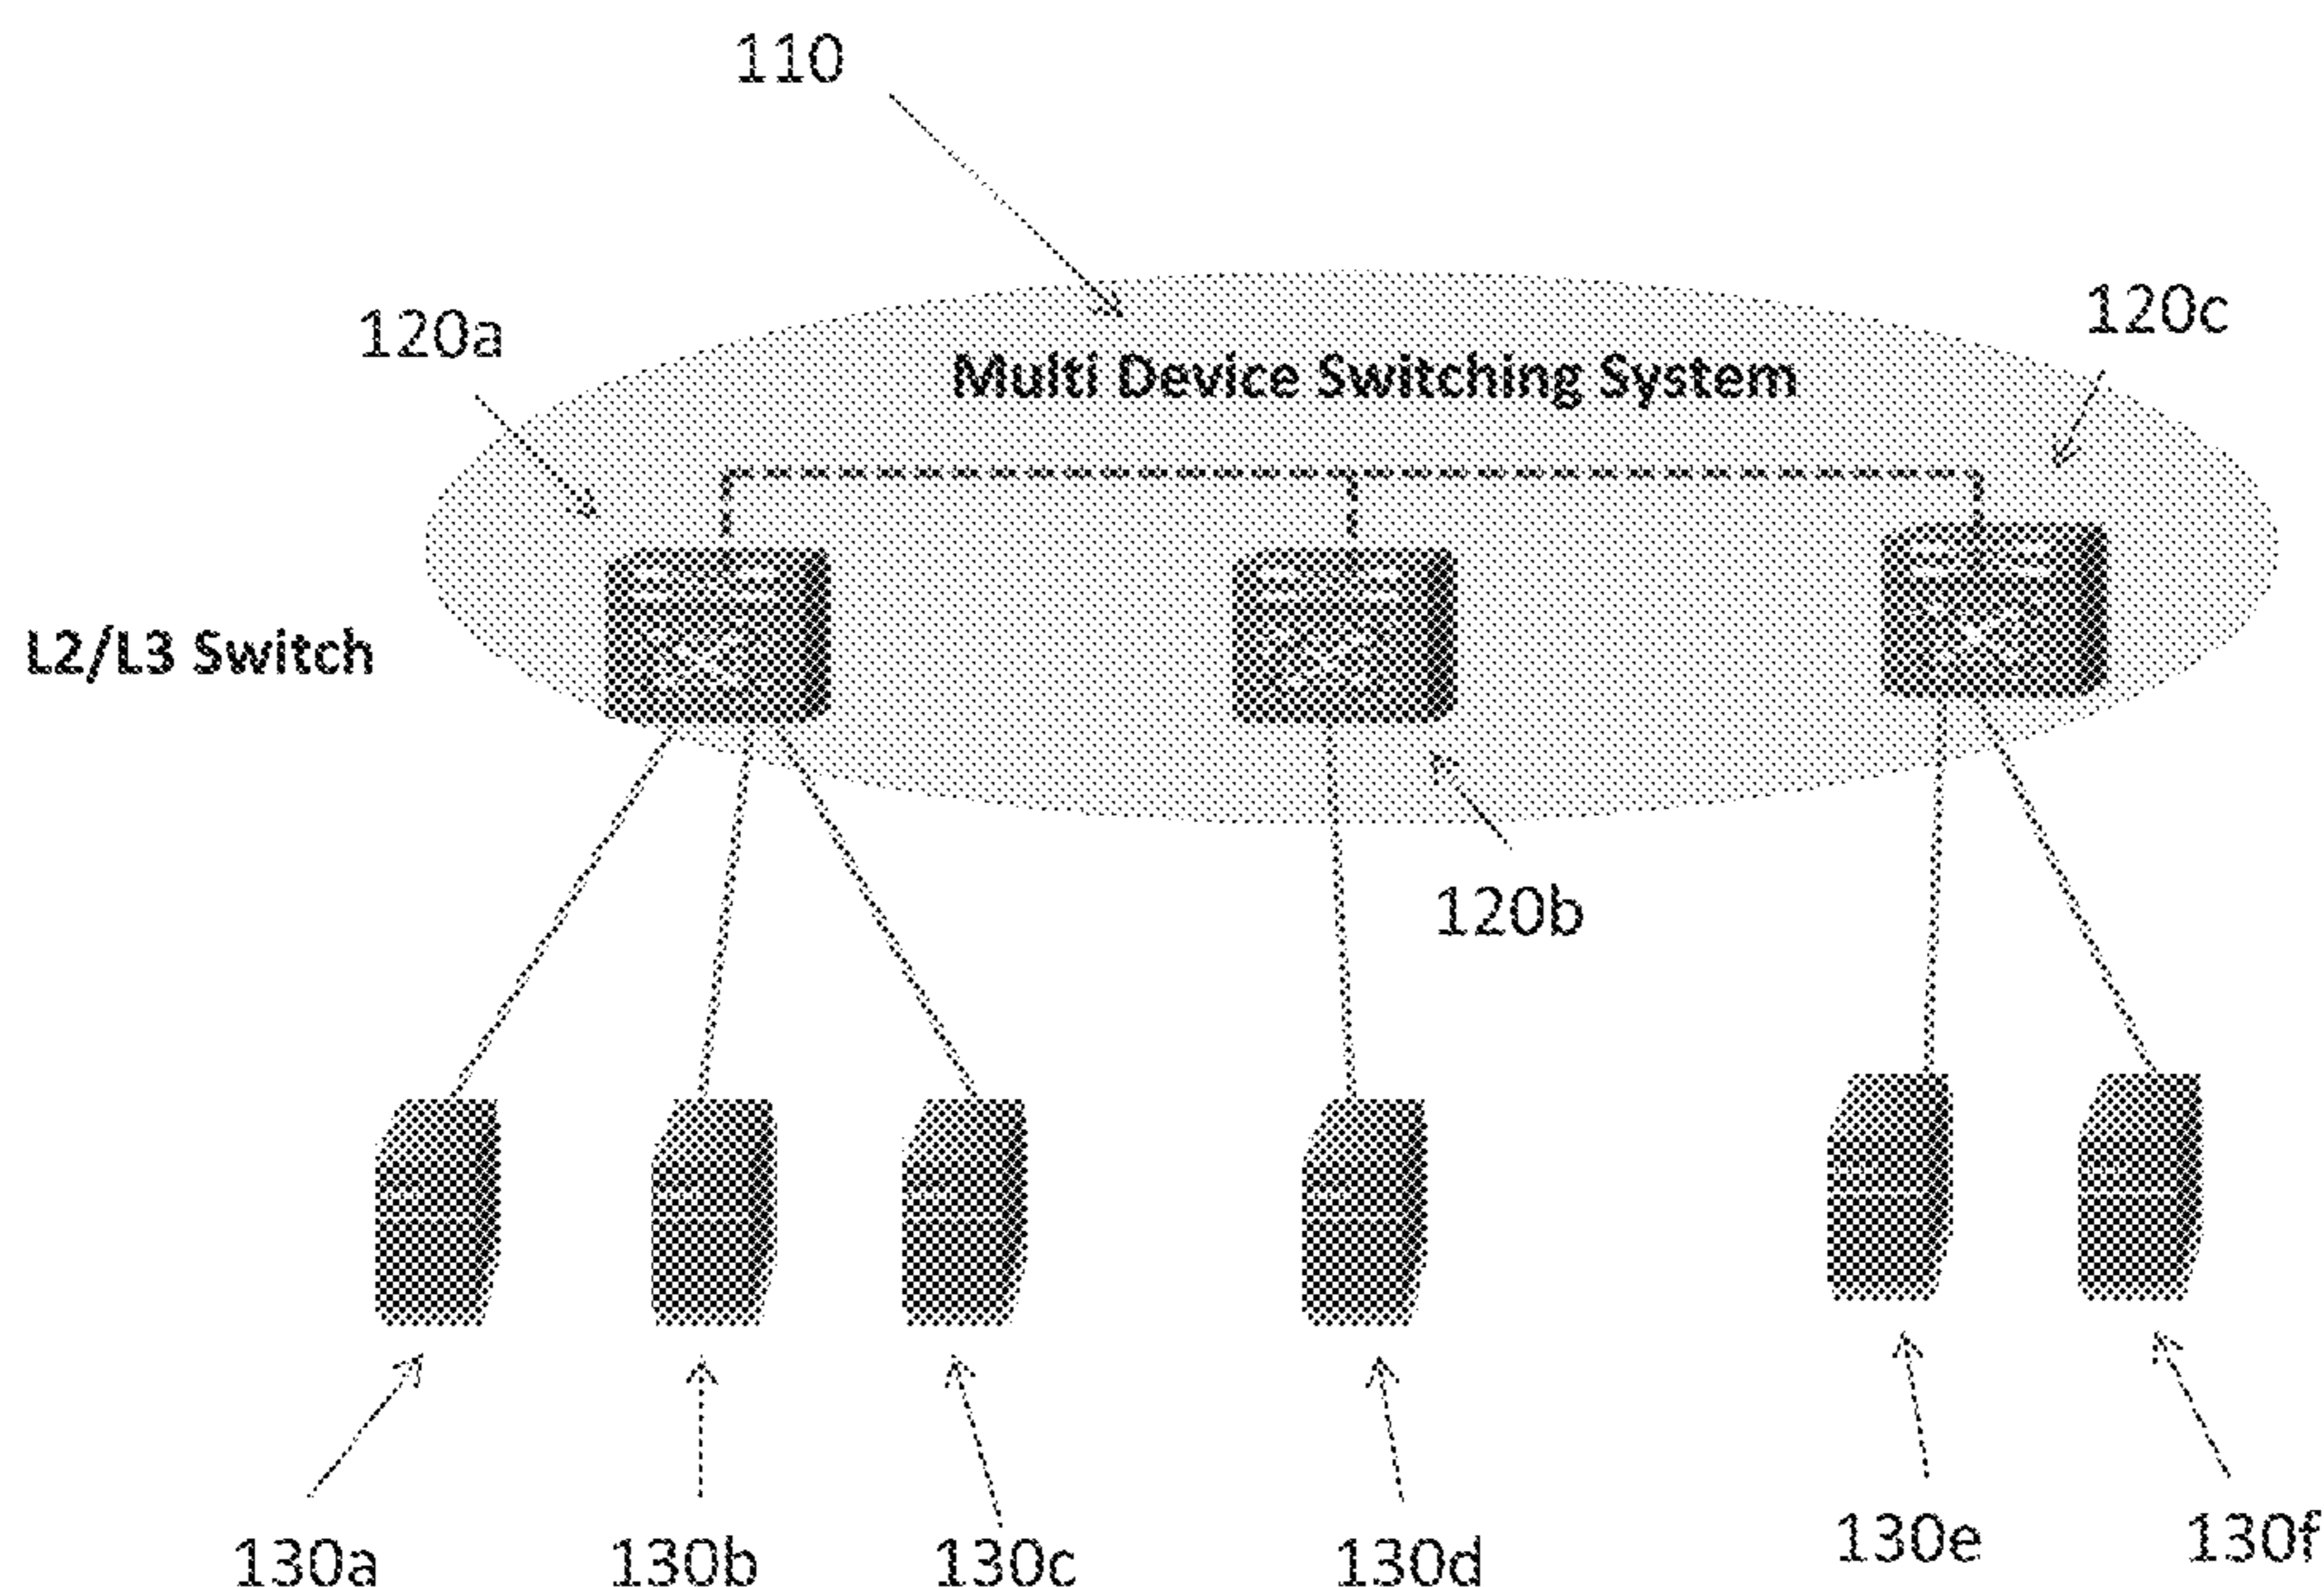 110
120a
120c
Multi Device Switching System
L2/L3 Switch
120b
130a
130b
130c
130d
130e
130f